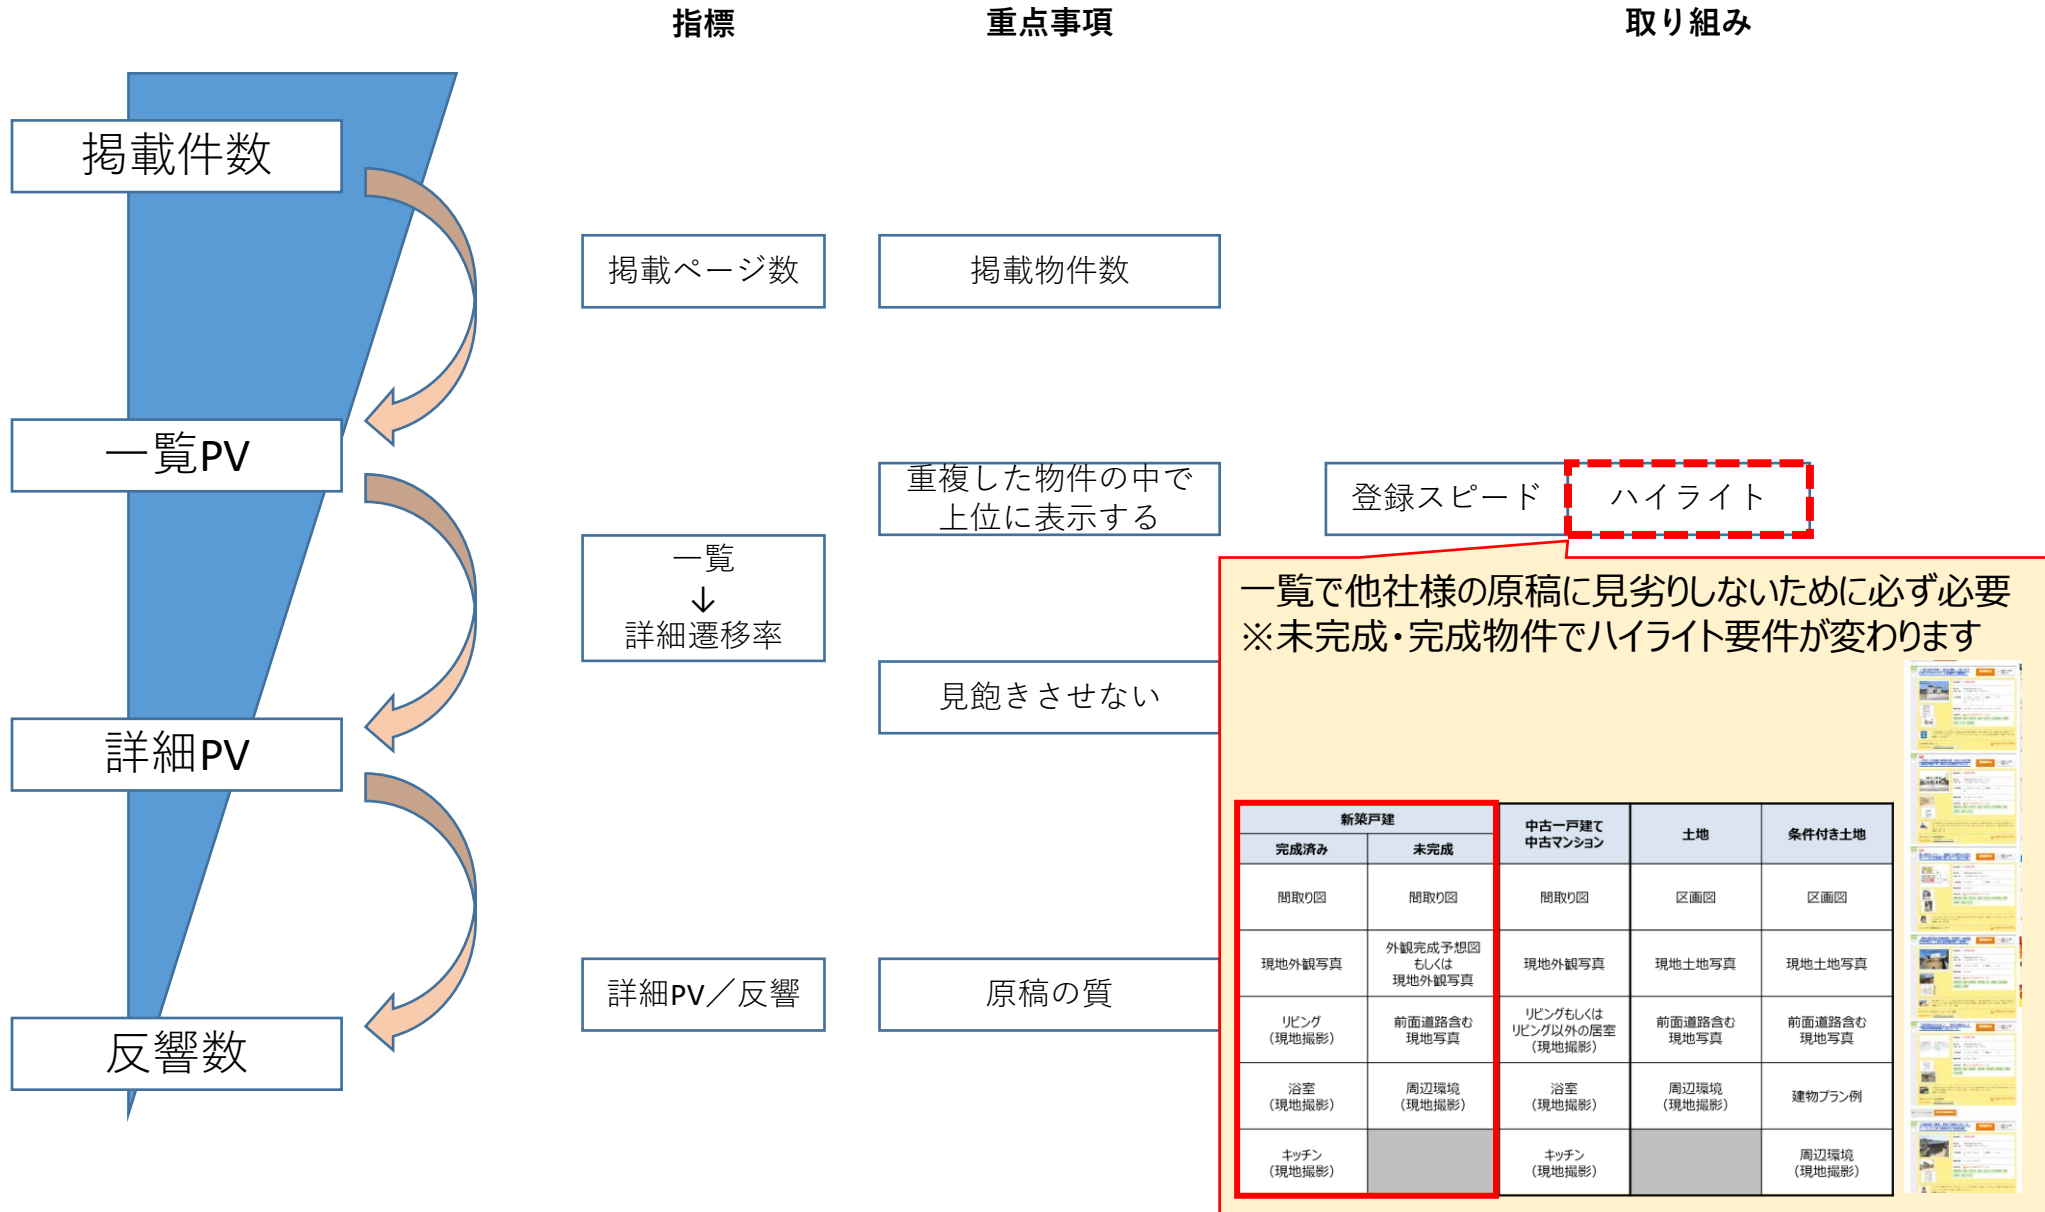 指標
重点事項
取り組み
掲載件数
掲載ページ数
掲載物件数
一覧PV
重複した物件の中で
上位に表示する
登録スピード
ハイライト
一覧
↓
詳細遷移率
一覧で他社様の原稿に見劣りしないために必ず必要
※未完成・完成物件でハイライト要件が変わります
見飽きさせない
詳細PV
新築戸建
中古一戸建て
中古マンション
土地
条件付き土地
完成済み
未完成
間取り図
間取り図
間取り図
区画図
区画図
現地外観写真
外観完成予想図
もしくは
現地外観写真
現地外観写真
現地土地写真
現地土地写真
詳細PV／反響
原稿の質
リビング
（現地撮影）
前面道路含む
現地写真
リビングもしくは
リビング以外の居室
（現地撮影）
前面道路含む
現地写真
前面道路含む
現地写真
反響数
浴室
（現地撮影）
周辺環境
（現地撮影）
浴室
（現地撮影）
周辺環境
（現地撮影）
建物プラン例
キッチン
（現地撮影）
キッチン
（現地撮影）
周辺環境
（現地撮影）